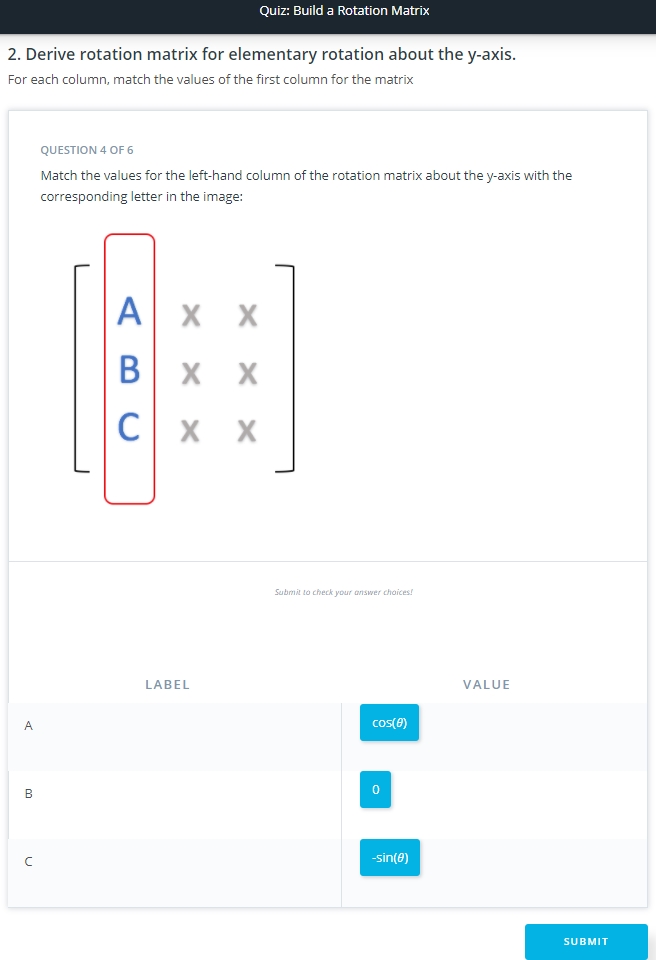 Quiz: Build a Rotation Matrix
2. Derive rotation matrix for elementary rotation about the y-axis.
For each column, match the values of the first column for the matrix
QUESTION 4 OF 6
Match the values for the left-hand column of the rotation matrix about the y-axis with the
corresponding letter in the image:
A X X
B X X
C X X
Submit to check your answer choices!
LABEL VALUE
A cos(θ)
B 0
C -sin(θ)
SUBMIT